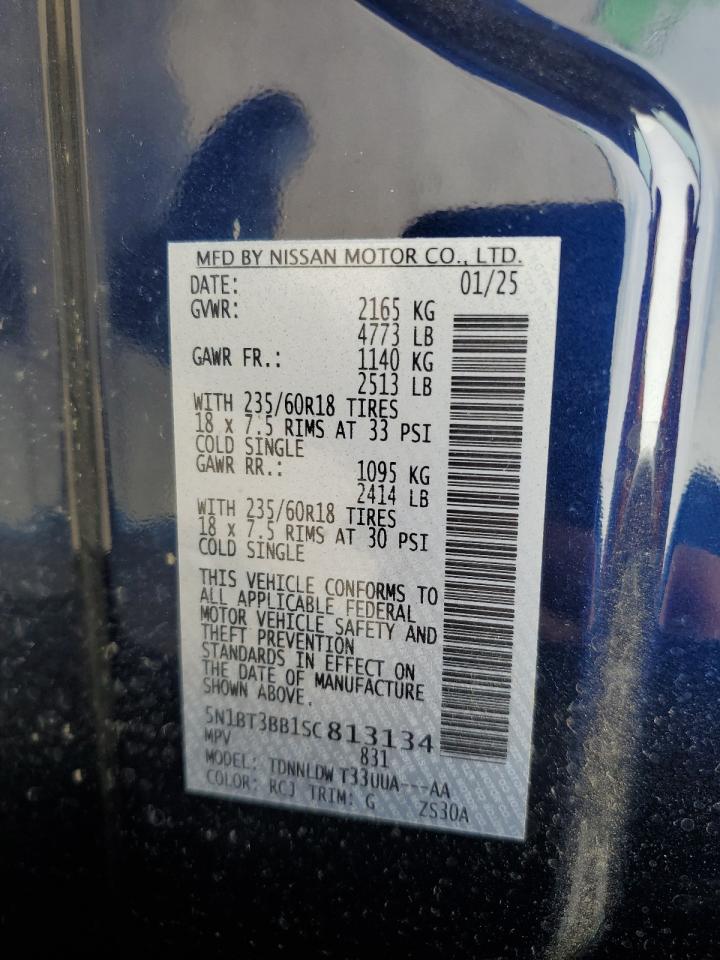 MFD BY NISSAN MOTOR CO., LTD.
DATE: 01/25
GVWR: 2165 KG
4773 LB
GAWR FR.: 1140 KG
2513 LB
WITH 235/60R18 TIRES
18 x 7.5 RIMS AT 33 PSI
COLD SINGLE
GAWR RR.: 1095 KG
2414 LB
WITH 235/60R18 TIRES
18 x 7.5 RIMS AT 30 PSI
COLD SINGLE
THIS VEHICLE CONFORMS TO
ALL APPLICABLE FEDERAL
MOTOR VEHICLE SAFETY AND
THEFT PREVENTION
STANDARDS IN EFFECT ON
THE DATE OF MANUFACTURE
SHOWN ABOVE.
5N1BT3BB1SC813134
MPV 831
MODEL: TDNNLDW T33UUA---AA
COLOR: RCJ TRIM: G ZS30A